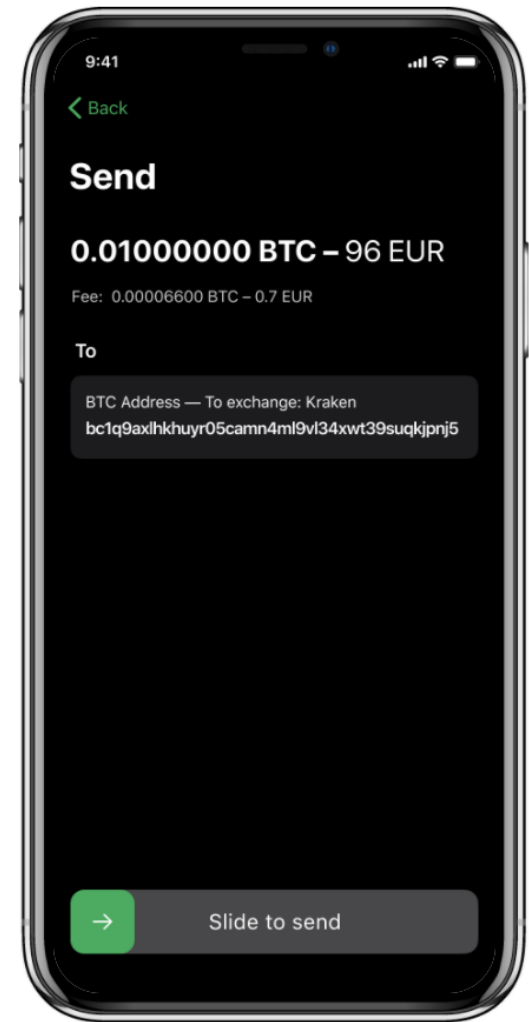 9:41
Back
Send
0.01000000 BTC – 96 EUR
Fee: 0.00006600 BTC – 0.7 EUR
To
BTC Address — To exchange: Kraken
bc1q9axlhkhuyr05camn4ml9vl34xwt39suqkjpnj5
Slide to send